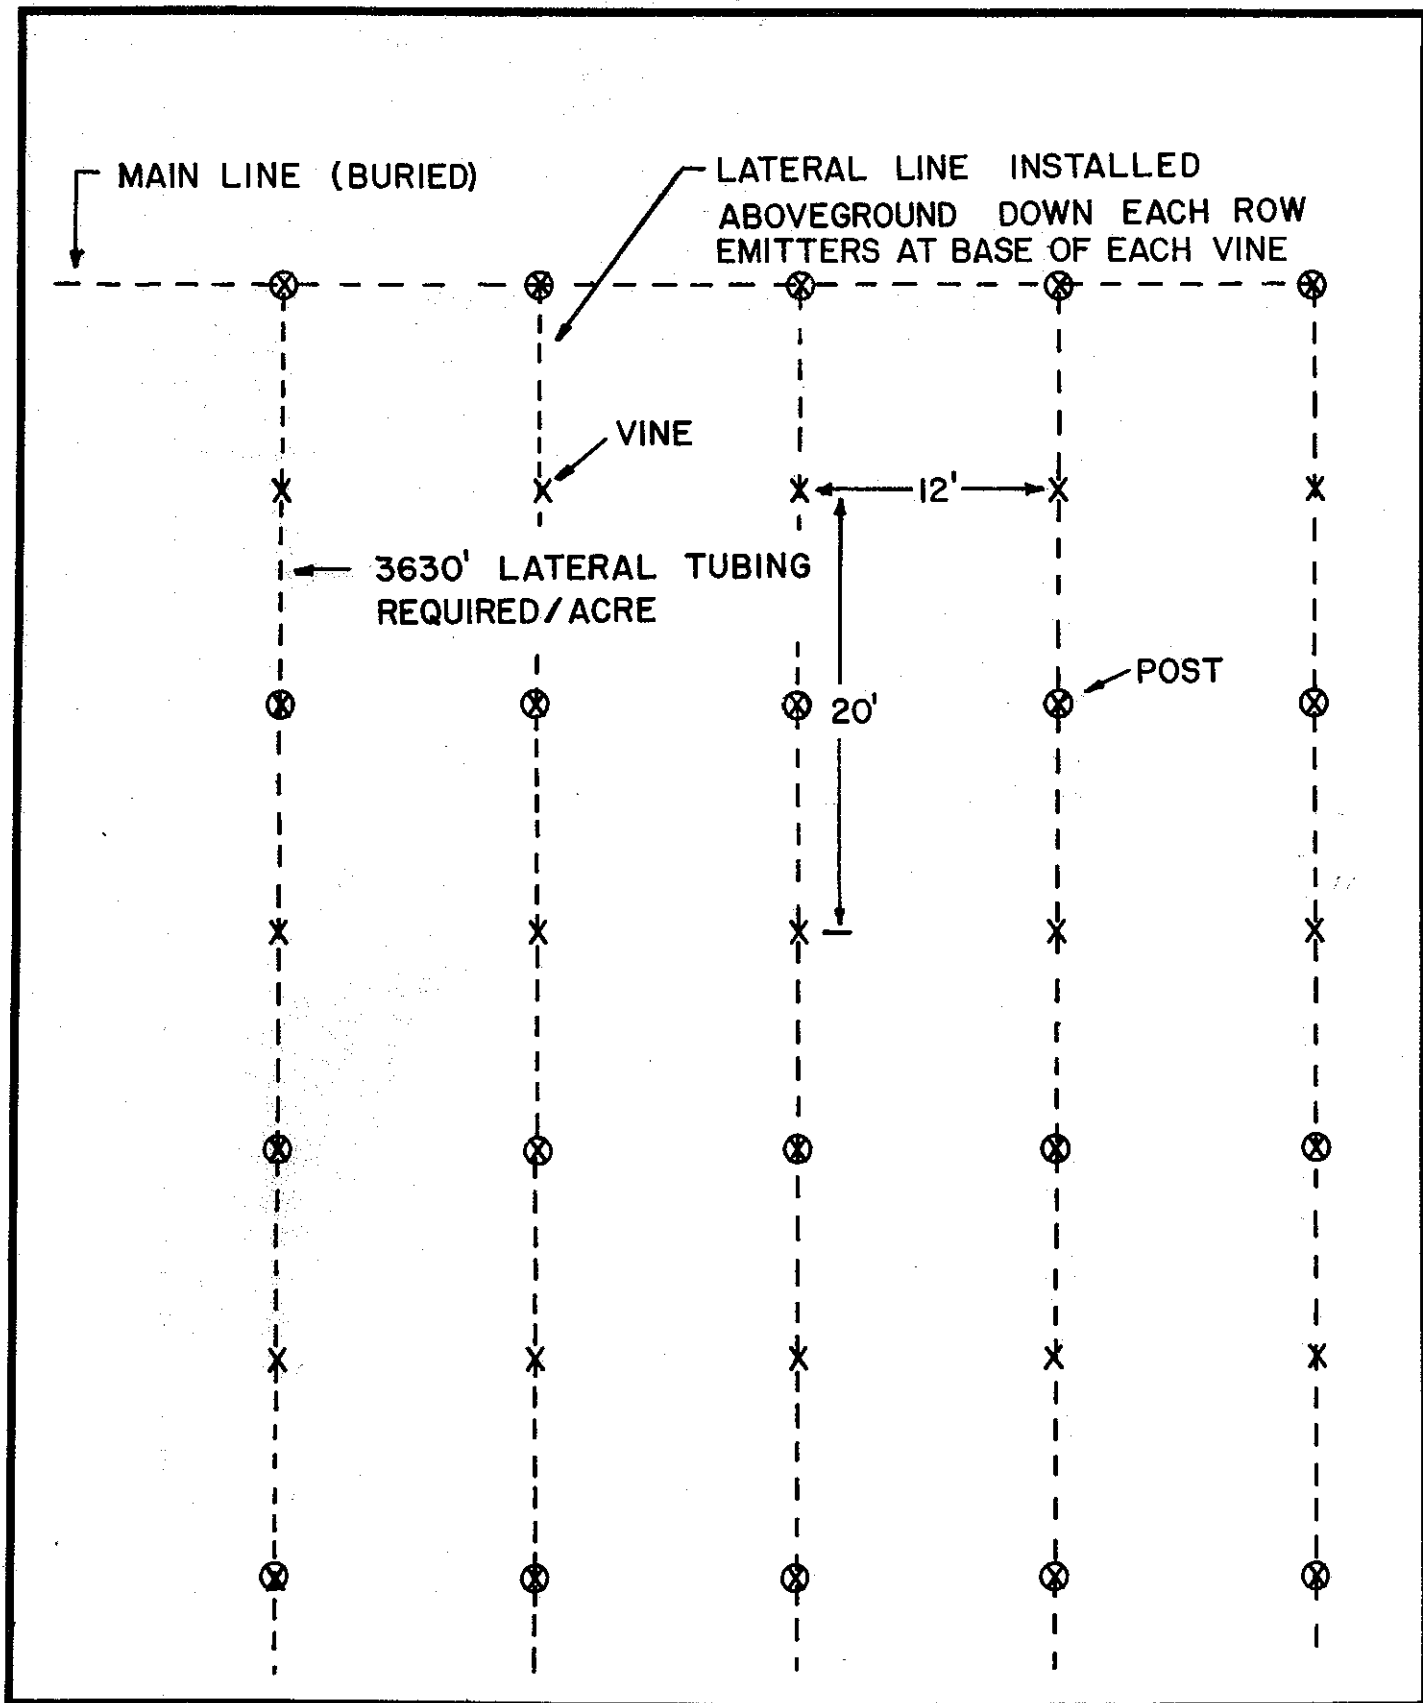 MAIN LINE (BURIED)
LATERAL LINE INSTALLED
ABOVEGROUND DOWN EACH ROW
EMITTERS AT BASE OF EACH VINE
VINE
12'
3630' LATERAL TUBING
REQUIRED/ACRE
POST
20'